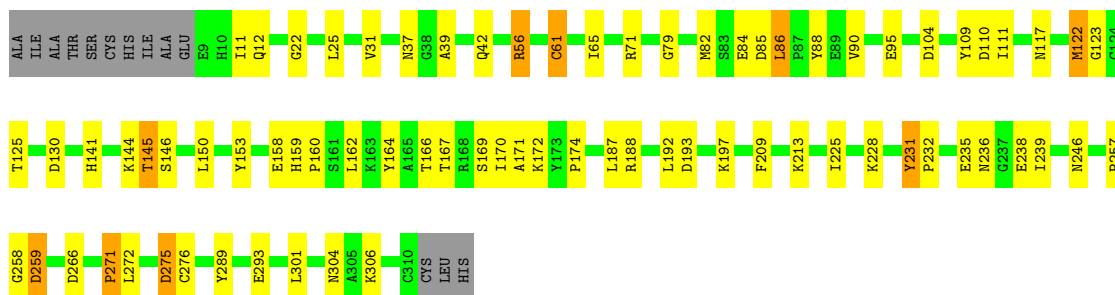 ALA ILE ALA THR SER CYS HIS ILE ALA GLU E9 H10 I11 Q12 G22 L25 V31 N37 G38 A39 Q42 R56 C61 I65 R71 G79 M82 S83 E84 D85 L86 P87 Y88 E89 V90 E95 D104 Y109 D110 I111 N117 M122 G123
T125 D130 H141 K144 T145 S146 L150 Y153 E158 H159 P160 S161 L162 K163 Y164 A165 T166 T167 R168 S169 I170 A171 K172 Y173 P174 L187 R188 L192 D193 K197 F209 K213 I225 K228 Y231 P232 E235 N236 G237 E238 I239 N246
G258 D259 D266 P271 L272 D275 C276 Y289 E293 L301 N304 A305 K306 C310 CYS LEU HIS